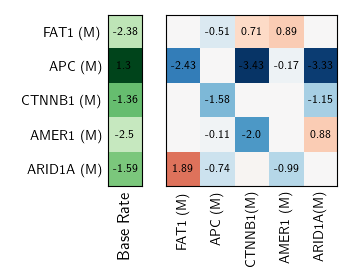 FAT1 (M) -2.38 -0.51 0.71 0.89
APC (M) 1.3 -2.43 -3.43 -0.17 -3.33
CTNNB1 (M) -1.36 -1.58 -1.15
AMER1 (M) -2.5 -0.11 -2.0 0.88
ARID1A (M) -1.59 1.89 -0.74 -0.99
Base Rate
FAT1 (M)
APC (M)
CTNNB1(M)
AMER1 (M)
ARID1A(M)